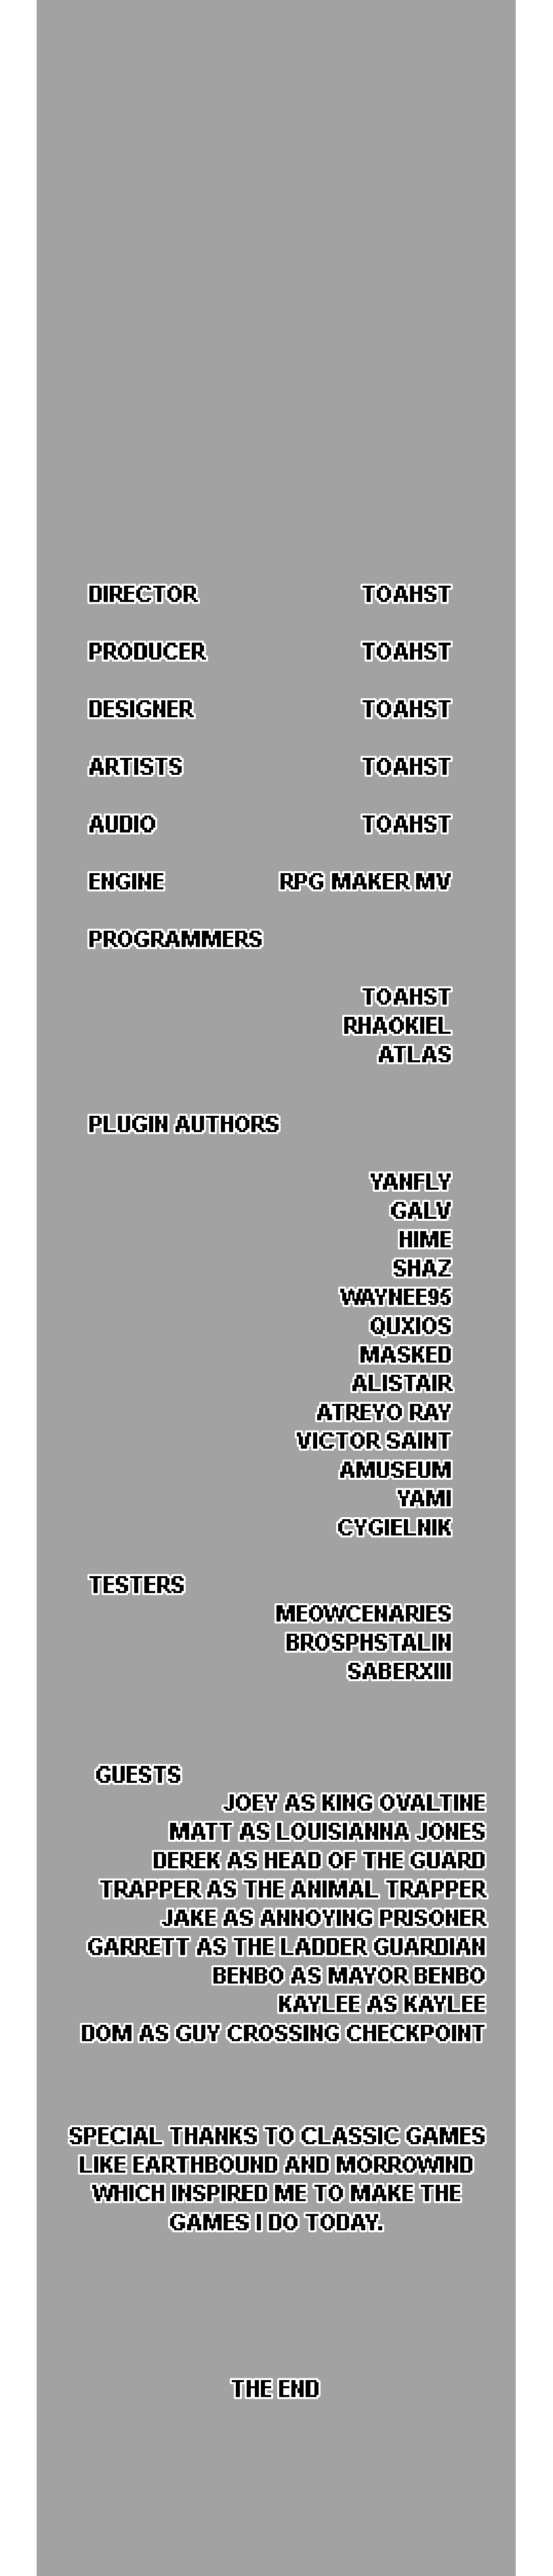 DIRECTOR TOAHST
PRODUCER TOAHST
DESIGNER TOAHST
ARTISTS TOAHST
AUDIO TOAHST
ENGINE RPG MAKER MV
PROGRAMMERS
TOAHST
RHAOKIEL
ATLAS
PLUGIN AUTHORS
YANFLY
GALV
HIME
SHAZ
WAYNEE95
QUXIOS
MASKED
ALISTAIR
ATREYO RAY
VICTOR SAINT
AMUSEUM
YAMI
CYGIELNIK
TESTERS
MEOWCENARIES
BROSPHSTALIN
SABERXIII
GUESTS
JOEY AS KING OVALTINE
MATT AS LOUISIANNA JONES
DEREK AS HEAD OF THE GUARD
TRAPPER AS THE ANIMAL TRAPPER
JAKE AS ANNOYING PRISONER
GARRETT AS THE LADDER GUARDIAN
BENBO AS MAYOR BENBO
KAYLEE AS KAYLEE
DOM AS GUY CROSSING CHECKPOINT
SPECIAL THANKS TO CLASSIC GAMES
LIKE EARTHBOUND AND MORROWIND
WHICH INSPIRED ME TO MAKE THE
GAMES I DO TODAY.
THE END